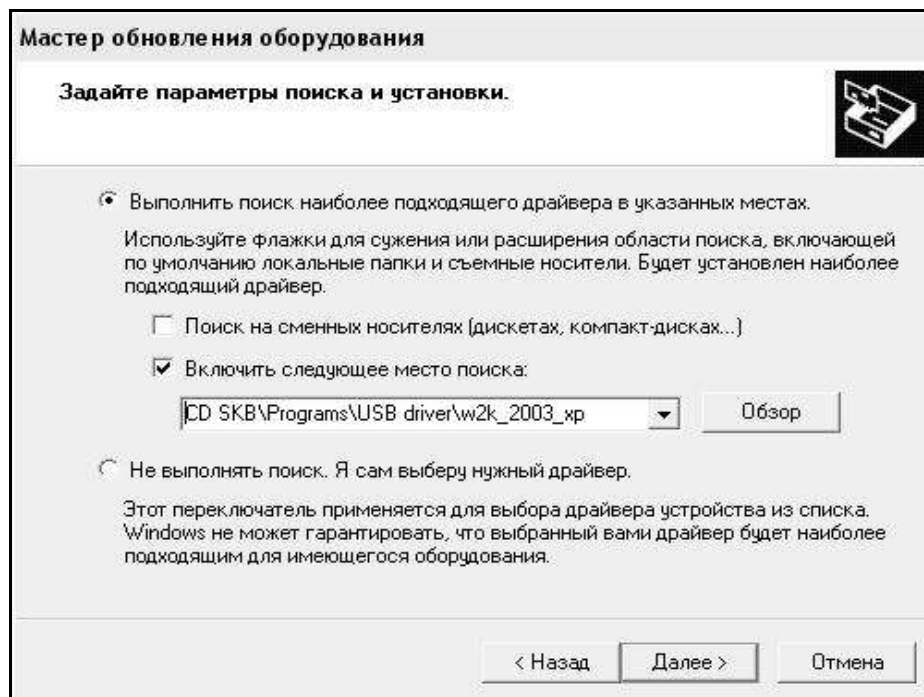 Мастер обновления оборудования
Задайте параметры поиска и установки.
Выполнить поиск наиболее подходящего драйвера в указанных местах.
Используйте флажки для сужения или расширения области поиска, включающей
по умолчанию локальные папки и съемные носители. Будет установлен наиболее
подходящий драйвер.
Поиск на сменных носителях (дискетах, компакт-дисках...)
Включить следующее место поиска:
CD SKB\Programs\USB driver\w2k_2003_xp
Обзор
Не выполнять поиск. Я сам выберу нужный драйвер.
Этот переключатель применяется для выбора драйвера устройства из списка.
Windows не может гарантировать, что выбранный вами драйвер будет наиболее
подходящим для имеющегося оборудования.
< Назад
Далее >
Отмена